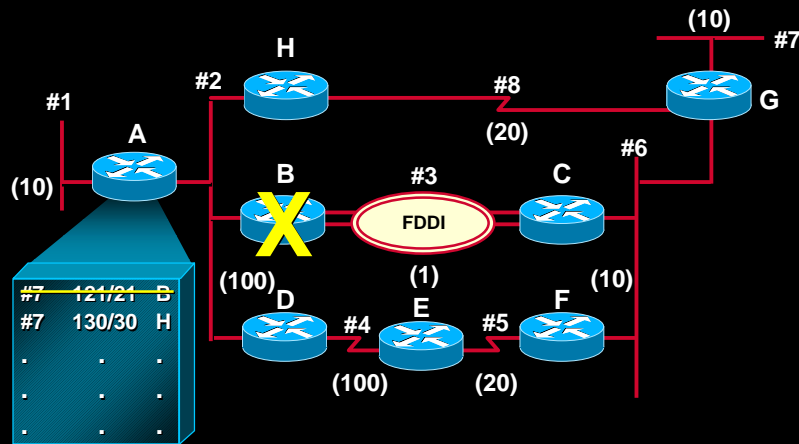 (10)
#7
H
#2
#8
G
#1
A
(20)
#6
(10)
B
#3
C
X
FDDI
(100)
(1)
(10)
#7 121/21 B
#7 130/30 H
. . .
. . .
. . .
D
#4
E
#5
F
(100)
(20)